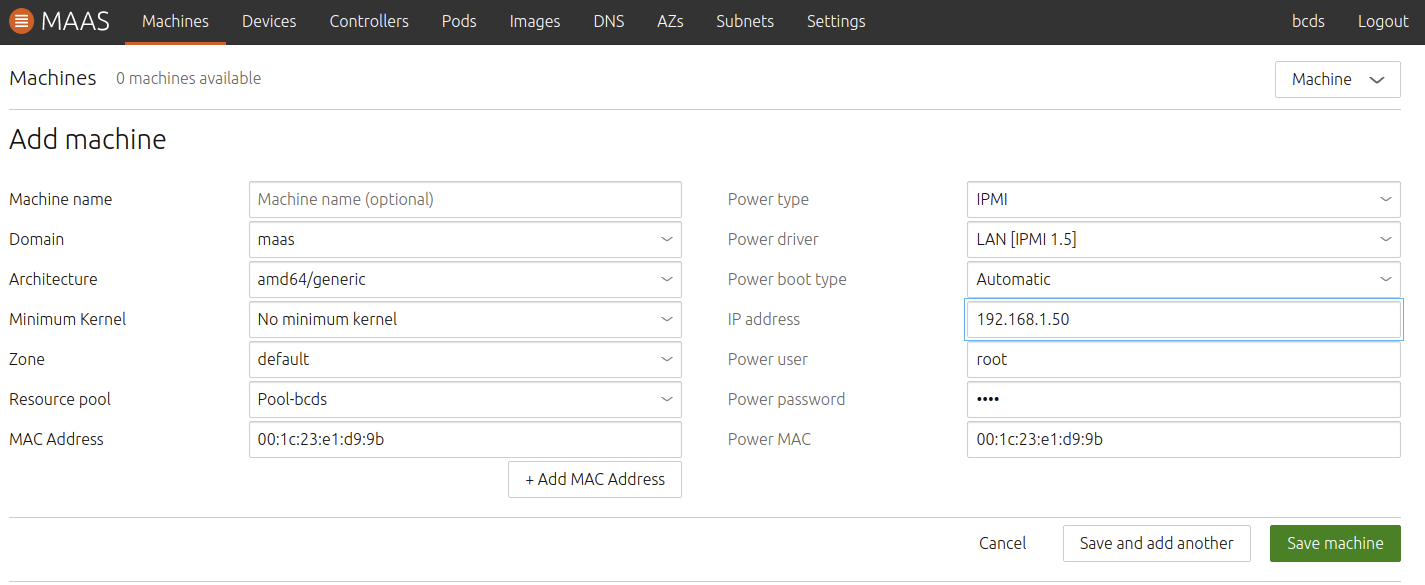 MAAS Machines Devices Controllers Pods Images DNS AZs Subnets Settings bcds Logout
Machines 0 machines available Machine
Add machine
Machine name Machine name (optional) Power type IPMI
Domain maas Power driver LAN [IPMI 1.5]
Architecture amd64/generic Power boot type Automatic
Minimum Kernel No minimum kernel IP address 192.168.1.50
Zone default Power user root
Resource pool Pool-bcds Power password ••••
MAC Address 00:1c:23:e1:d9:9b Power MAC 00:1c:23:e1:d9:9b
+ Add MAC Address
Cancel Save and add another Save machine